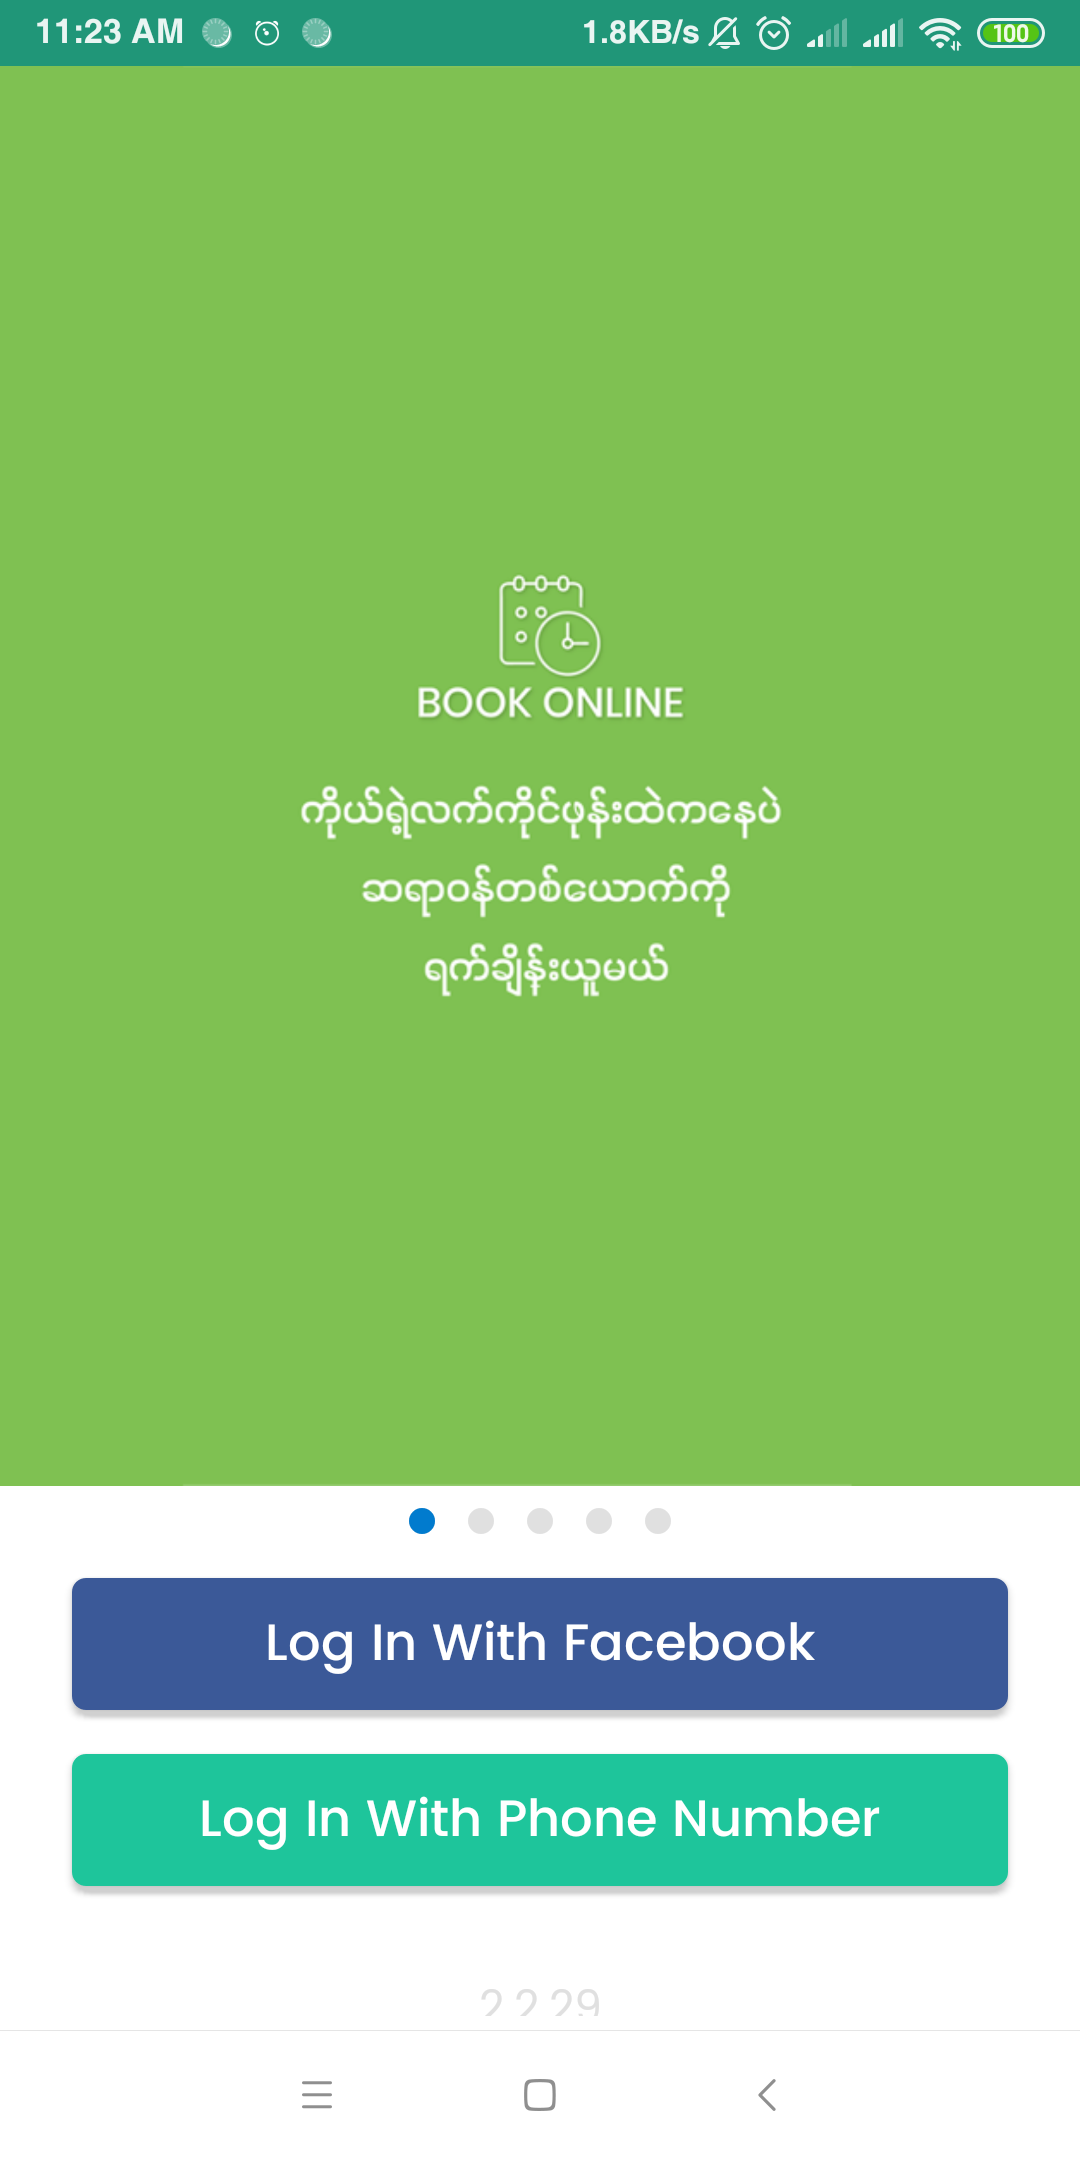 11:23 AM 1.8KB/s 100
BOOK ONLINE
ကိုယ်ရဲ့လက်ကိုင်ဖုန်းထဲကနေပဲ
ဆရာဝန်တစ်ယောက်ကို
ရက်ချိန်းယူမယ်
Log In With Facebook
Log In With Phone Number
2.2.29